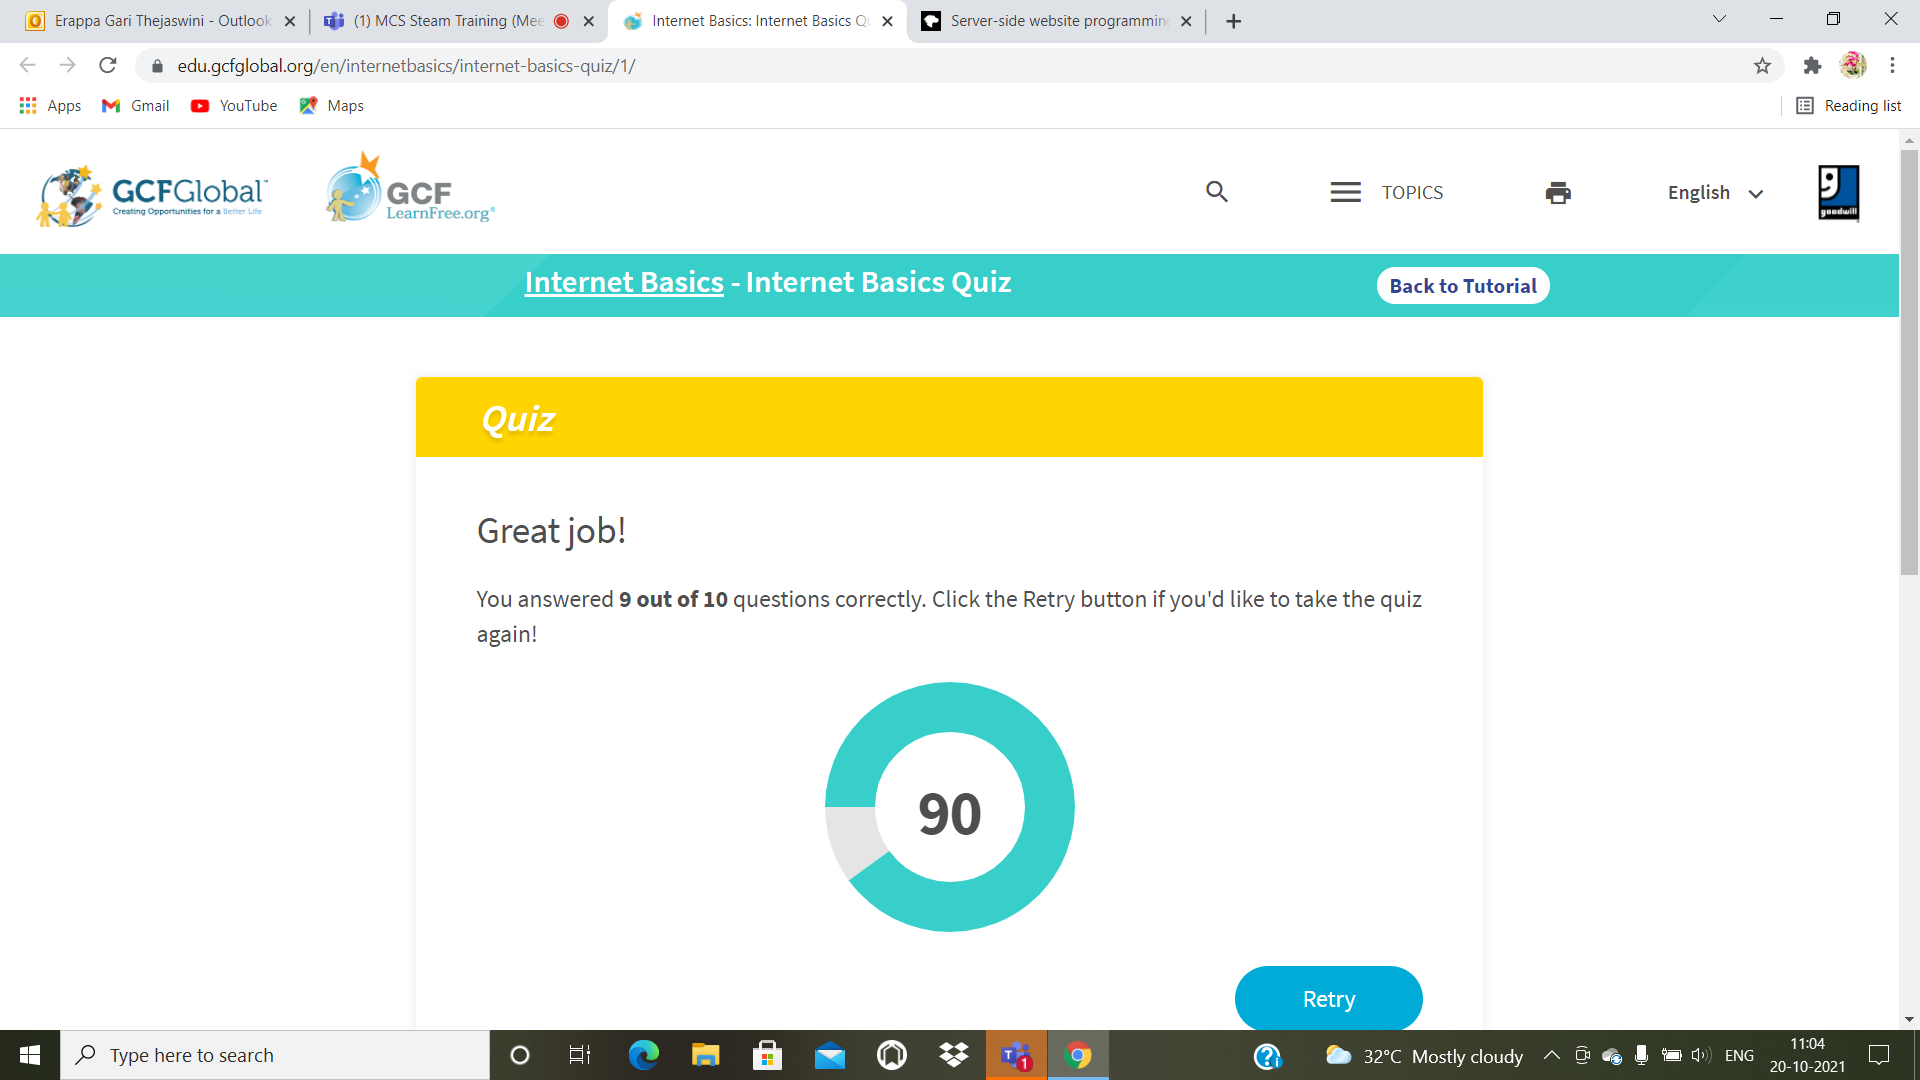 Erappa Gari Thejaswini - Outlook
(1) MCS Steam Training (Mee
Internet Basics: Internet Basics Qu
Server-side website programming
edu.gcfglobal.org/en/internetbasics/internet-basics-quiz/1/
Apps
Gmail
YouTube
Maps
Reading list
GCFGlobal™
Creating Opportunities for a Better Life
GCF
LearnFree.org®
TOPICS
English
goodwill
Internet Basics - Internet Basics Quiz
Back to Tutorial
Quiz
Great job!
You answered 9 out of 10 questions correctly. Click the Retry button if you'd like to take the quiz
again!
90
Retry
Type here to search
1
32°C Mostly cloudy
ENG
11:04
20-10-2021